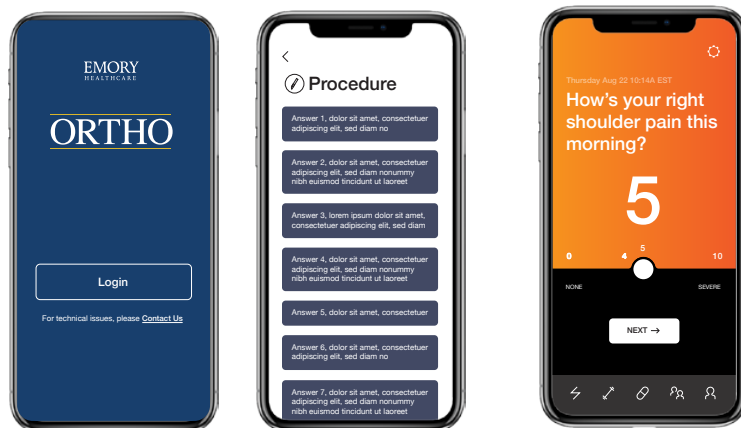 EMORY
HEALTHCARE
ORTHO
Login
For technical issues, please Contact Us
Procedure
Answer 1, dolor sit amet, consectetuer
adipiscing elit, sed diam no
Answer 2, dolor sit amet, consectetuer
adipiscing elit, sed diam nonummy
nibh euismod tincidunt ut laoreet
Answer 3, lorem ipsum dolor sit amet,
consectetuer adipiscing elit, sed diam
Answer 4, dolor sit amet, consectetuer
adipiscing elit, sed diam nonummy
nibh euismod tincidunt ut laoreet
Answer 5, dolor sit amet, consectetuer
Answer 6, dolor sit amet, consectetuer
adipiscing elit, sed diam no
Answer 7, dolor sit amet, consectetuer
adipiscing elit, sed diam nonummy
nibh euismod tincidunt ut laoreet
Thursday Aug 22 10:14A EST
How's your right
shoulder pain this
morning?
5
0 4 5 10
NONE SEVERE
NEXT →